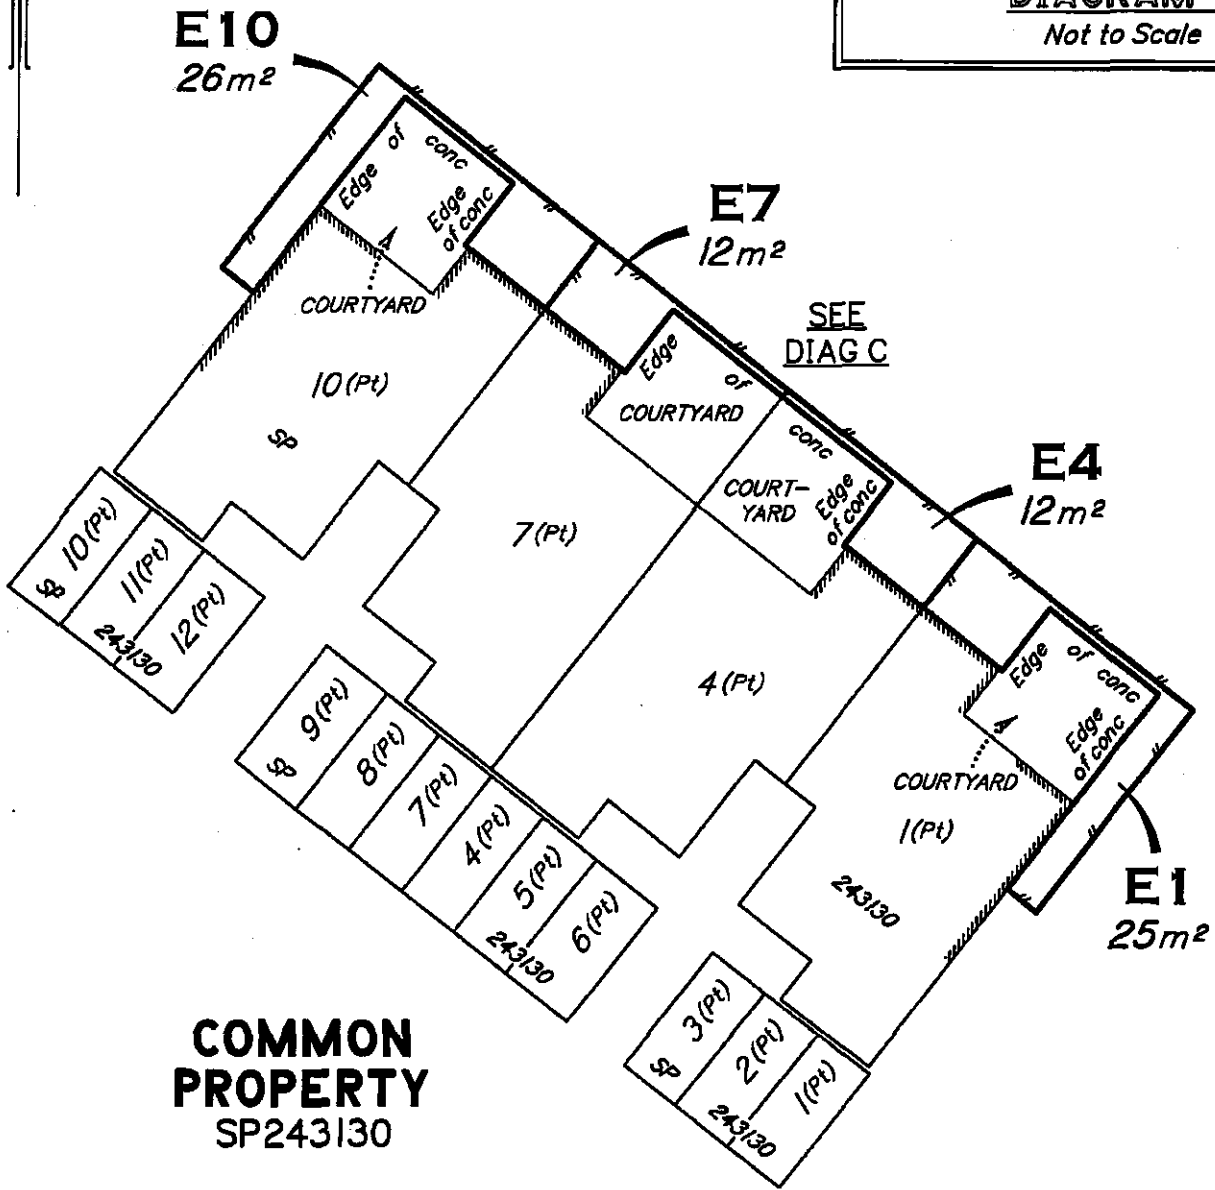 DIAGRAM
Not to Scale
E10
26m²
Edge of conc
Edge
of conc
COURTYARD
A
E7
12m²
SEE
DIAG C
10(Pt)
SP
Edge of conc
COURTYARD
COURT-
YARD
Edge
of conc
E4
12m²
7(Pt)
4(Pt)
10(Pt)
11(Pt)
12(Pt)
SP
243130
Edge of conc
Edge
of conc
COURTYARD
A
1(Pt)
243130
E1
25m²
9(Pt)
8(Pt)
7(Pt)
4(Pt)
5(Pt)
6(Pt)
SP
243130
3(Pt)
2(Pt)
1(Pt)
SP
243130
COMMON
PROPERTY
SP243130